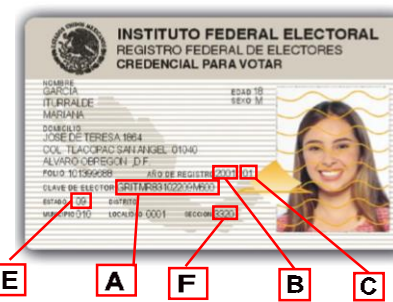 INSTITUTO FEDERAL ELECTORAL
REGISTRO FEDERAL DE ELECTORES
CREDENCIAL PARA VOTAR
NOMBRE
GARCIA
ITURRALDE
MARIANA
EDAD 18
SEXO M
DOMICILIO
JOSE DE TERESA 1864
COL TLACOPAC SAN ANGEL 01040
ALVARO OBREGON ,D.F.
FOLIO 101399688 AÑO DE REGISTRO 2001 01
CLAVE DE ELECTOR GRITMR83102209M600
ESTADO 09 DISTRITO
MUNICIPIO 010 LOCALIDAD 0001 SECCION 3320
E A F B C